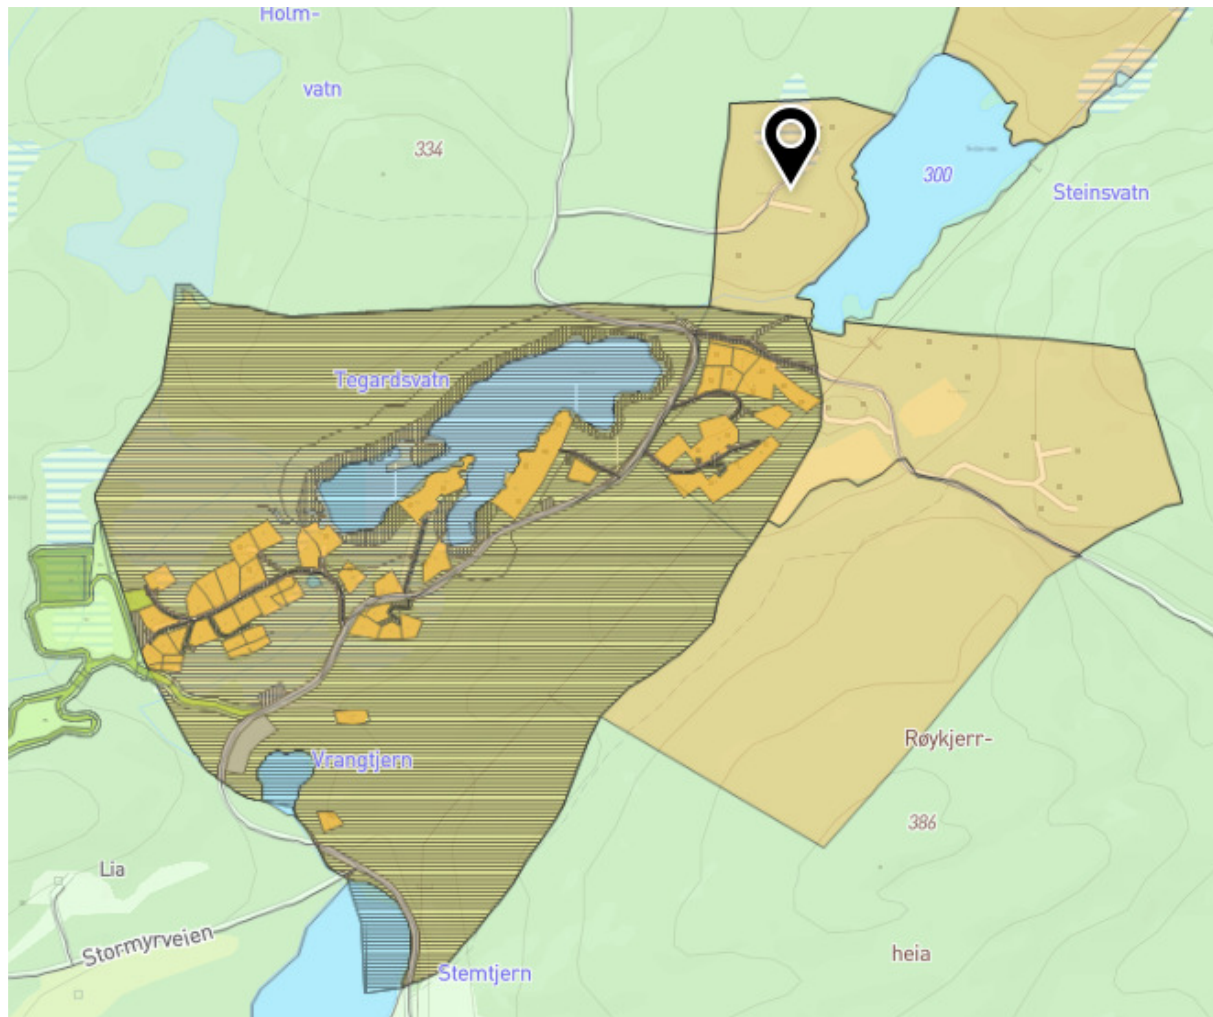 Holm-
vatn
334
300
Steinsvatn
Tegardsvatn
Røykjerr-
Vrangtjern
386
Lia
Stormyrveien
heia
Stemtjern